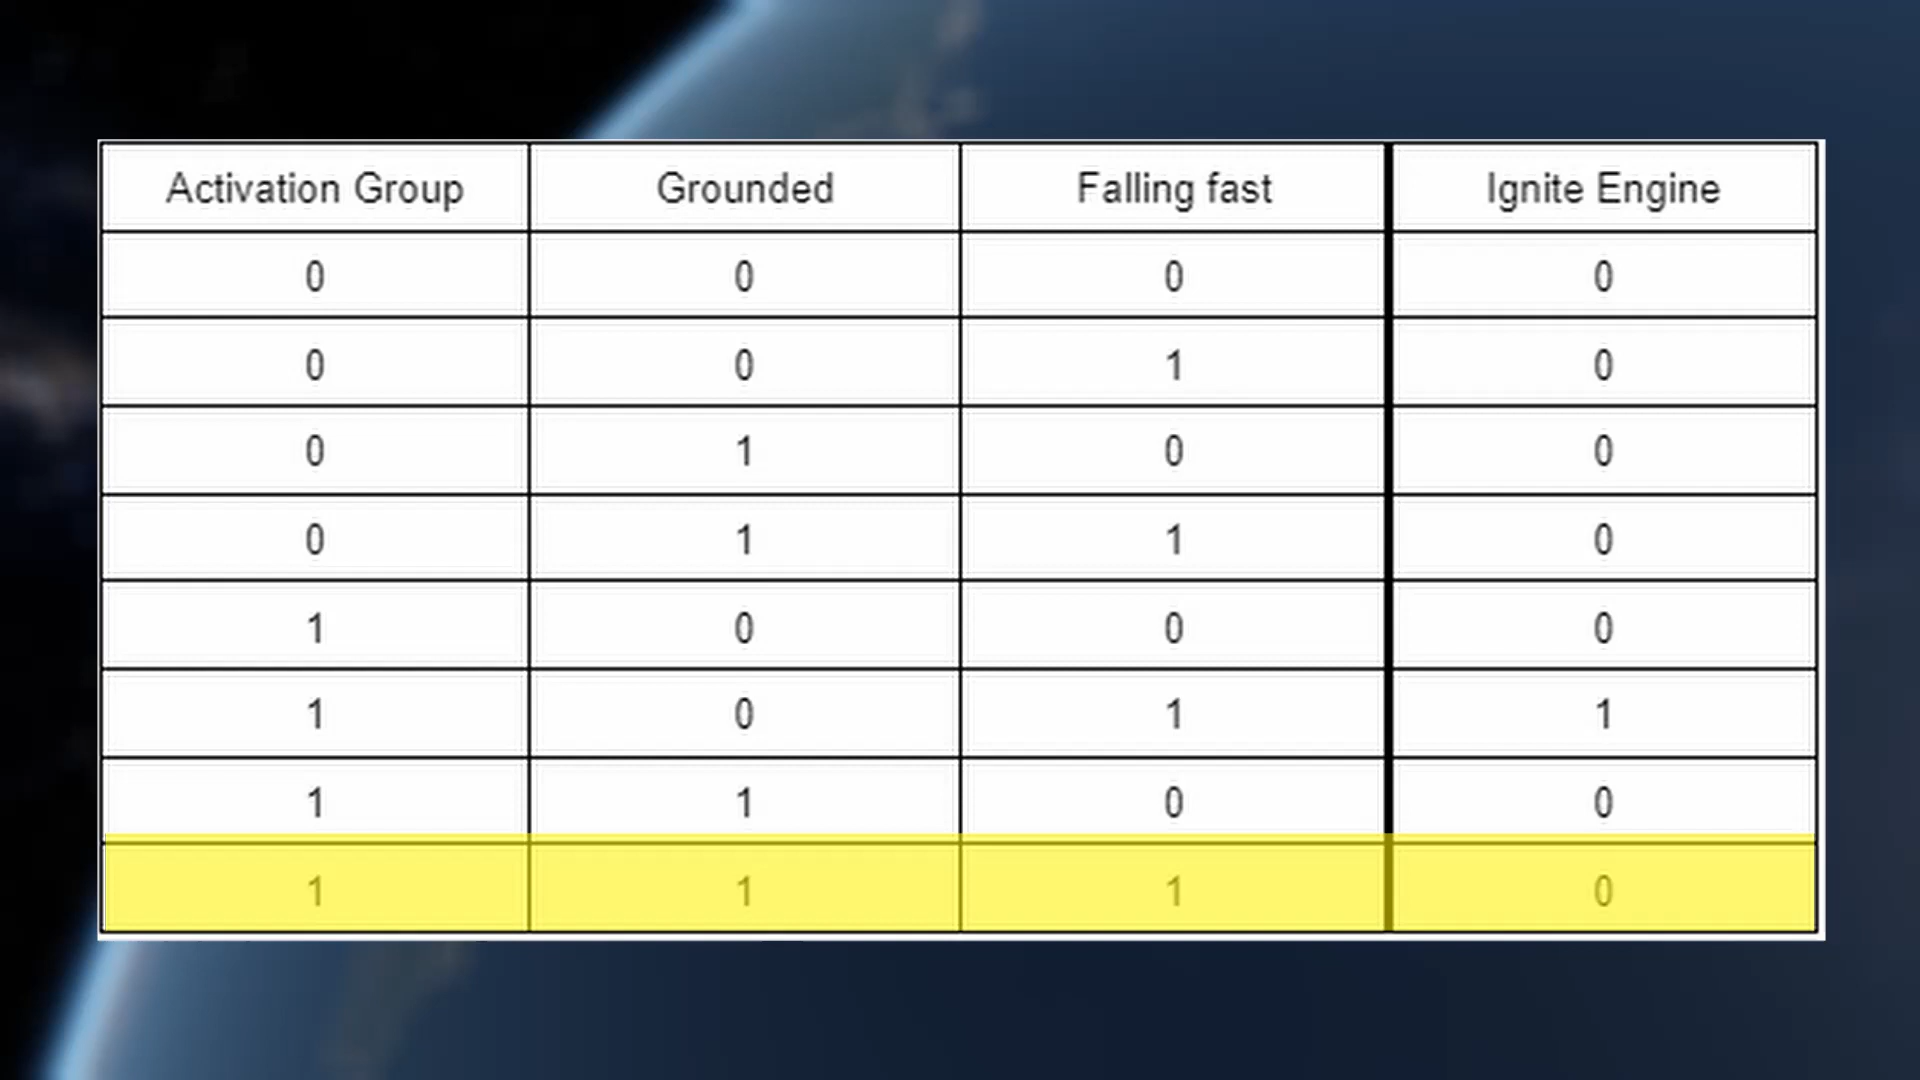 Activation Group Grounded Falling fast Ignite Engine
0 0 0 0
0 0 1 0
0 1 0 0
0 1 1 0
1 0 0 0
1 0 1 1
1 1 0 0
1 1 1 0